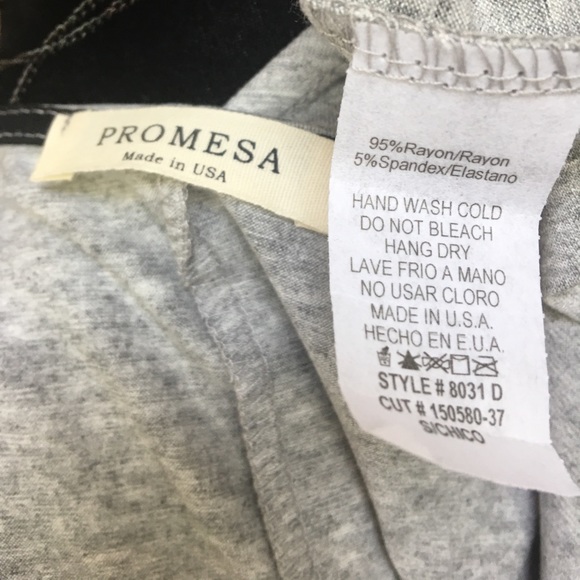 PROMESA
Made in USA
95%Rayon/Rayon
5%Spandex/Elastano
HAND WASH COLD
DO NOT BLEACH
HANG DRY
LAVE FRIO A MANO
NO USAR CLORO
MADE IN U.S.A.
HECHO EN E.U.A.
STYLE # 8031 D
CUT # 150580-37
S/CHICO